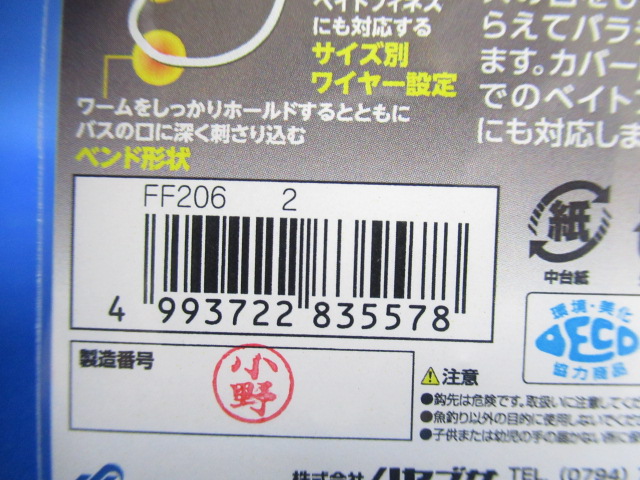 ベイトフィネス
にも対応する
サイズ別
ワイヤー設定
らえてバラ
ます。カバー
でのベイト
にも対応しま
ワームをしっかりホールドするとともに
バスの口に深く刺さり込む
ベンド形状
FF206 2
4 993722 835578
紙
中台紙
環境・美化
DECO
協力商品
製造番号
小野
⚠注意
●鈎先は危険です。取扱いに注意してくだ
●魚釣り以外の目的に使用しないでくだ
●子供または幼児の手の届かない所に
株式会社
TEL. (0794)